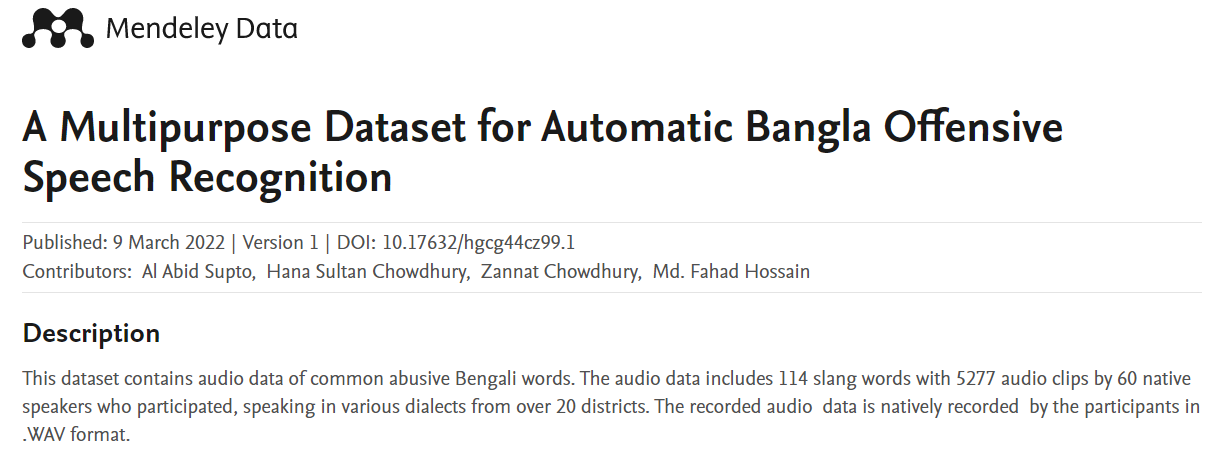 Mendeley Data
A Multipurpose Dataset for Automatic Bangla Offensive
Speech Recognition
Published: 9 March 2022 | Version 1 | DOI: 10.17632/hgcg44cz99.1
Contributors: Al Abid Supto, Hana Sultan Chowdhury, Zannat Chowdhury, Md. Fahad Hossain
Description
This dataset contains audio data of common abusive Bengali words. The audio data includes 114 slang words with 5277 audio clips by 60 native
speakers who participated, speaking in various dialects from over 20 districts. The recorded audio  data is natively recorded  by the participants in
.WAV format.